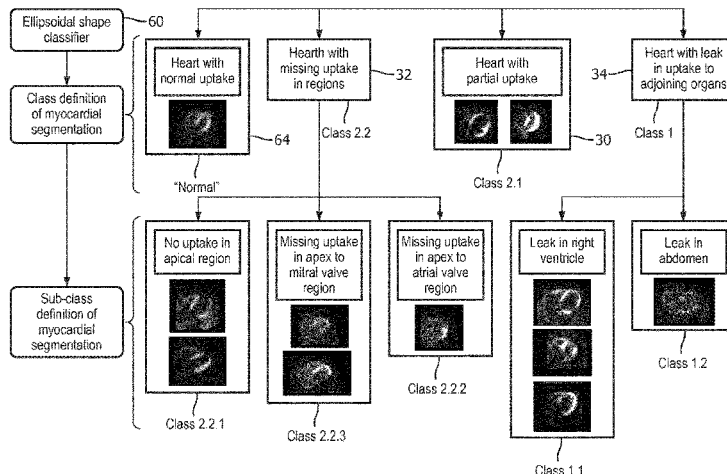 Ellipsoidal shape
classifier
60
Class definition
of myocardial
segmentation
Sub-class
definition of
myocardial
segmentation
Heart with
normal uptake
64
"Normal"
Hearth with
missing uptake
in regions
32
Class 2.2
Heart with
partial uptake
30
Class 2.1
34
Heart with leak
in uptake to
adjoining organs
Class 1
No uptake in
apical region
Class 2.2.1
Missing uptake
in apex to
mitral valve
region
Class 2.2.3
Missing uptake
in apex to
atrial valve
region
Class 2.2.2
Leak in right
ventricle
Class 1.1
Leak in
abdomen
Class 1.2